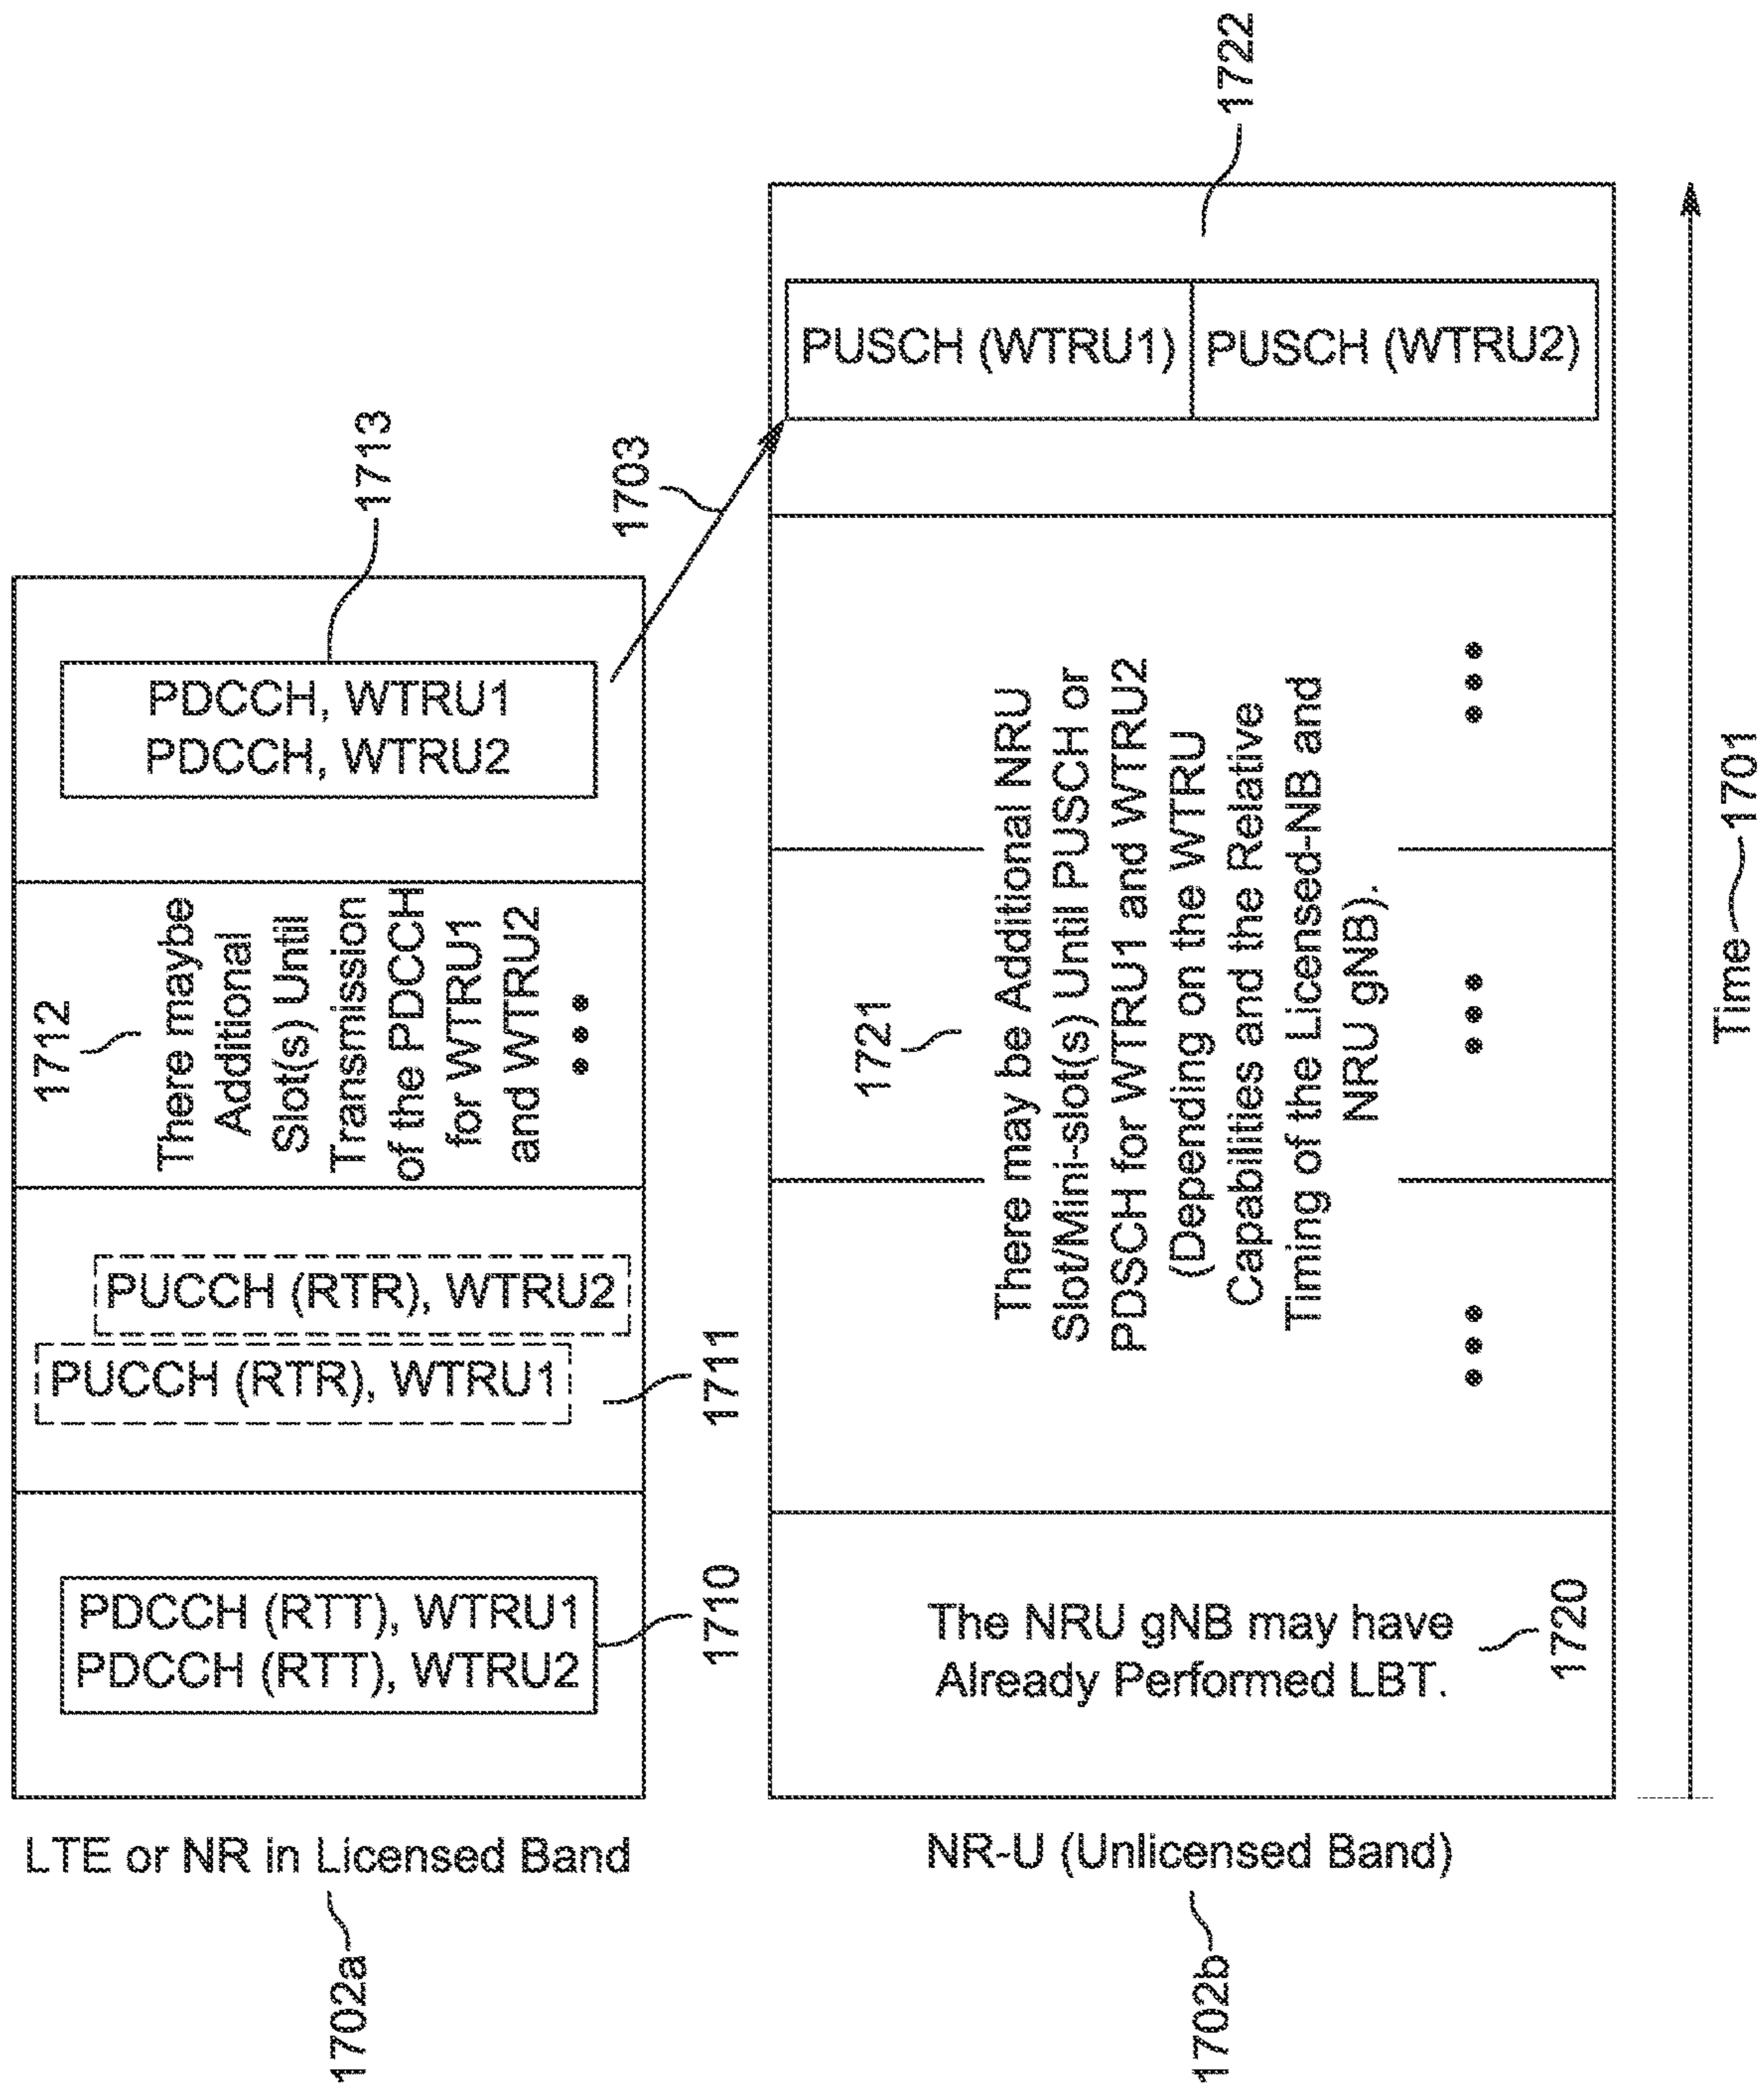 LTE or NR in Licensed Band
1702a
PDCCH (RTT), WTRU1
PDCCH (RTT), WTRU2
1710
PUCCH (RTR), WTRU1
PUCCH (RTR), WTRU2
1711
1712
There maybe
Additional
Slot(s) Until
Transmission
of the PDCCH
for WTRU1
and WTRU2
•••
PDCCH, WTRU1
PDCCH, WTRU2
1713
1703
NR-U (Unlicensed Band)
1702b
The NRU gNB may have
Already Performed LBT.
1720
1721
There may be Additional NRU
Slot/Mini-slot(s) Until PUSCH or
PDSCH for WTRU1 and WTRU2
(Depending on the WTRU
Capabilities and the Relative
Timing of the Licensed-NB and
NRU gNB).
••• ••• •••
PUSCH (WTRU1)
PUSCH (WTRU2)
1722
Time 1701